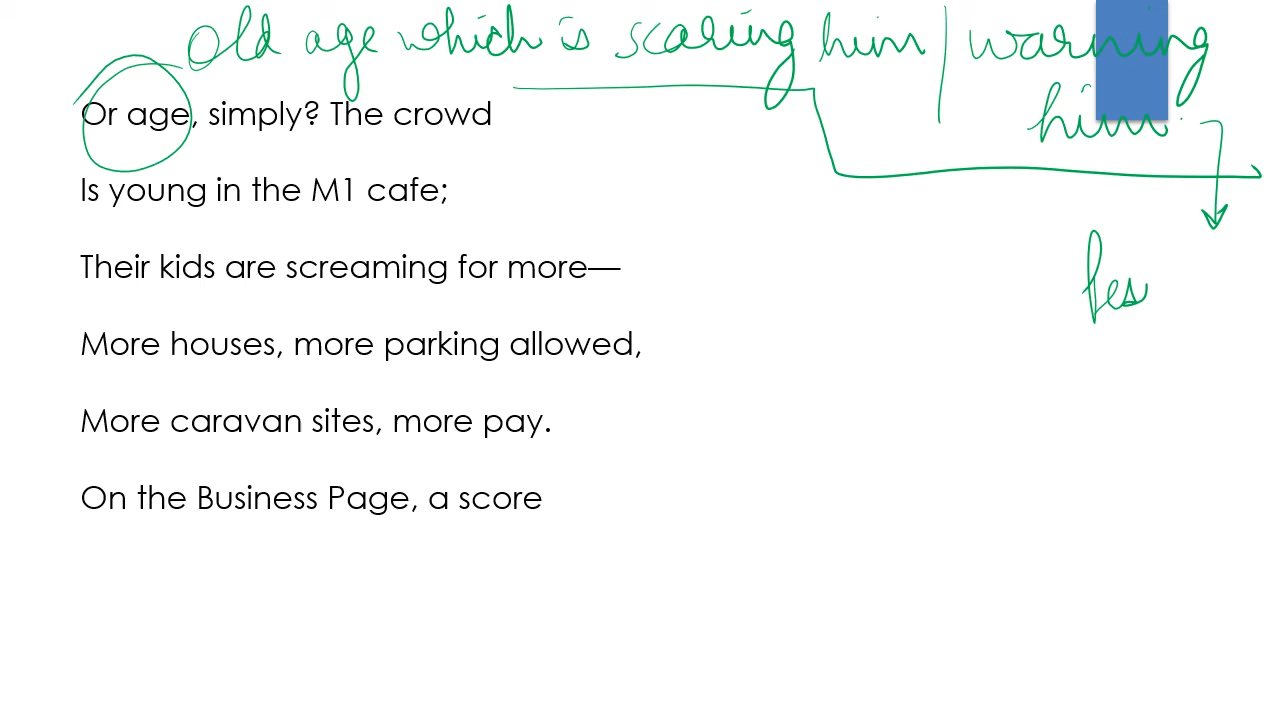 Old age which is scaring him / warning
him.
Or age, simply? The crowd
Is young in the M1 cafe;
Their kids are screaming for more—
More houses, more parking allowed,
More caravan sites, more pay.
On the Business Page, a score